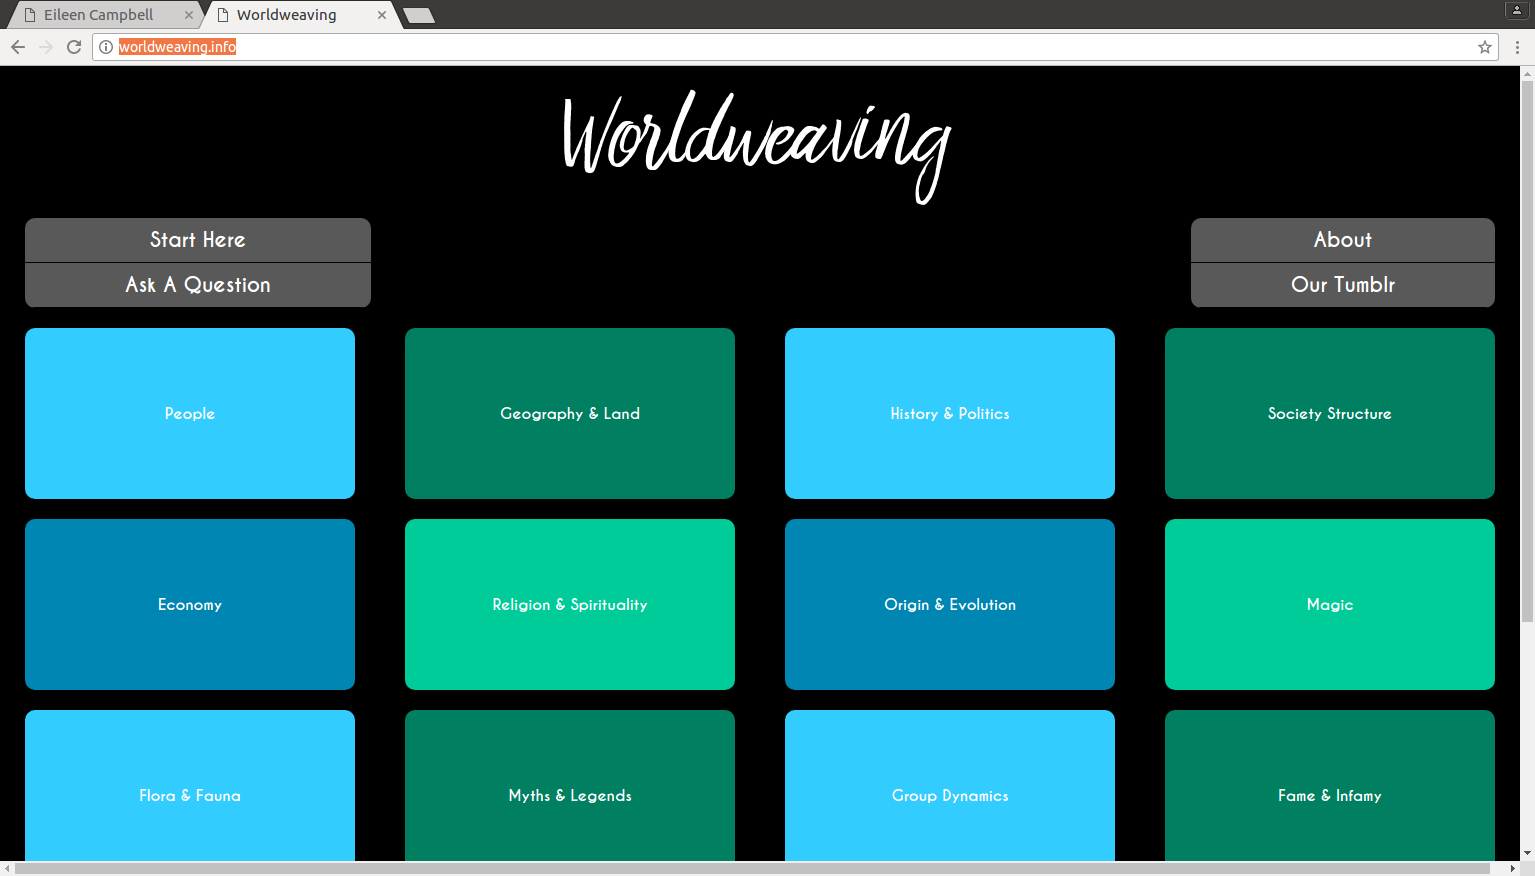 Eileen Campbell
Worldweaving
worldweaving.info
Worldweaving
Start Here
About
Ask A Question
Our Tumblr
People
Geography & Land
History & Politics
Society Structure
Economy
Religion & Spirituality
Origin & Evolution
Magic
Flora & Fauna
Myths & Legends
Group Dynamics
Fame & Infamy